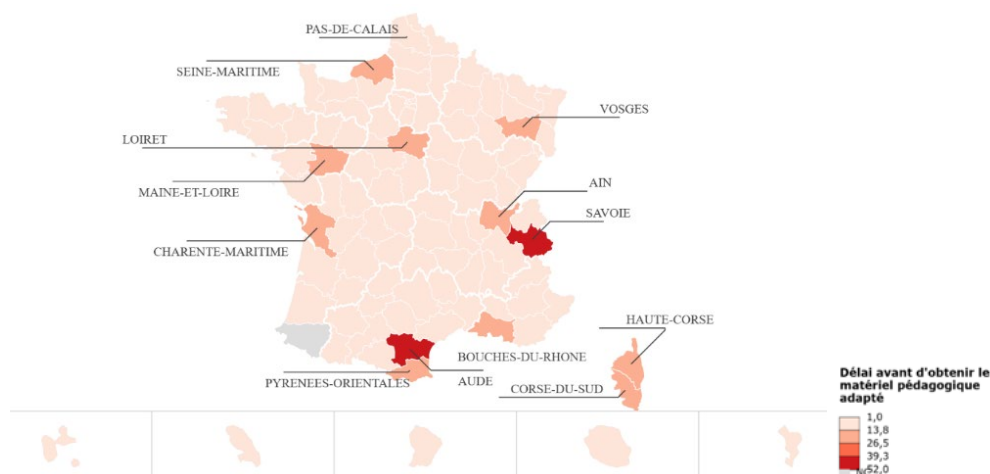 PAS-DE-CALAIS
SEINE-MARITIME
VOSGES
LOIRET
MAINE-ET-LOIRE
AIN
SAVOIE
CHARENTE-MARITIME
HAUTE-CORSE
BOUCHES-DU-RHONE
PYRENEES-ORIENTALES
AUDE
CORSE-DU-SUD
Délai avant d'obtenir le
matériel pédagogique
adapté
1,0
13,8
26,5
39,3
52,0